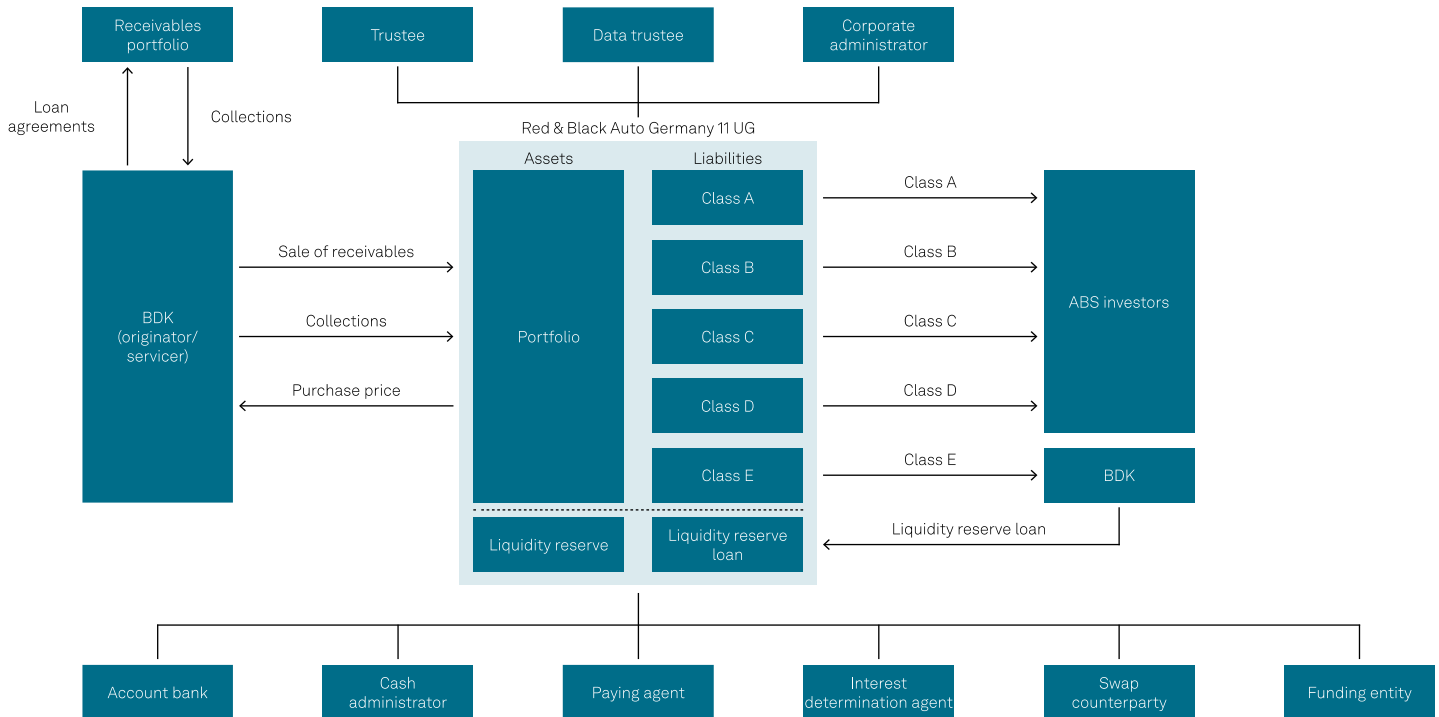 Receivables
portfolio
Trustee
Data trustee
Corporate
administrator
Loan
agreements
Collections
Red & Black Auto Germany 11 UG
Assets
Liabilities
BDK
(originator/
servicer)
Sale of receivables
Collections
Purchase price
Portfolio
Class A
Class B
Class C
Class D
Class E
Class A
Class B
Class C
Class D
Class E
ABS investors
BDK
Liquidity reserve
Liquidity reserve
loan
Liquidity reserve loan
Account bank
Cash
administrator
Paying agent
Interest
determination agent
Swap
counterparty
Funding entity